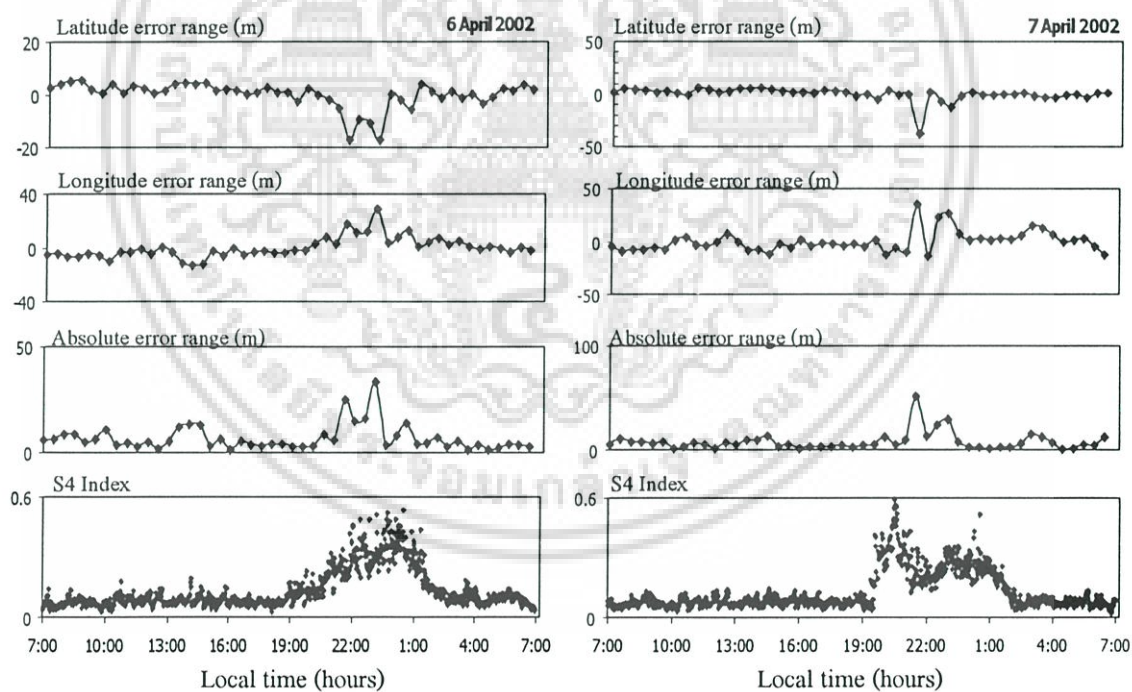 Latitude error range (m) 6 April 2002
20
0
-20
Longitude error range (m)
40
0
-40
Absolute error range (m)
50
0
S4 Index
0.6
0
7:00 10:00 13:00 16:00 19:00 22:00 1:00 4:00 7:00
Local time (hours)
Latitude error range (m) 7 April 2002
50
0
-50
Longitude error range (m)
50
0
-50
Absolute error range (m)
100
0
S4 Index
0.6
0
7:00 10:00 13:00 16:00 19:00 22:00 1:00 4:00 7:00
Local time (hours)